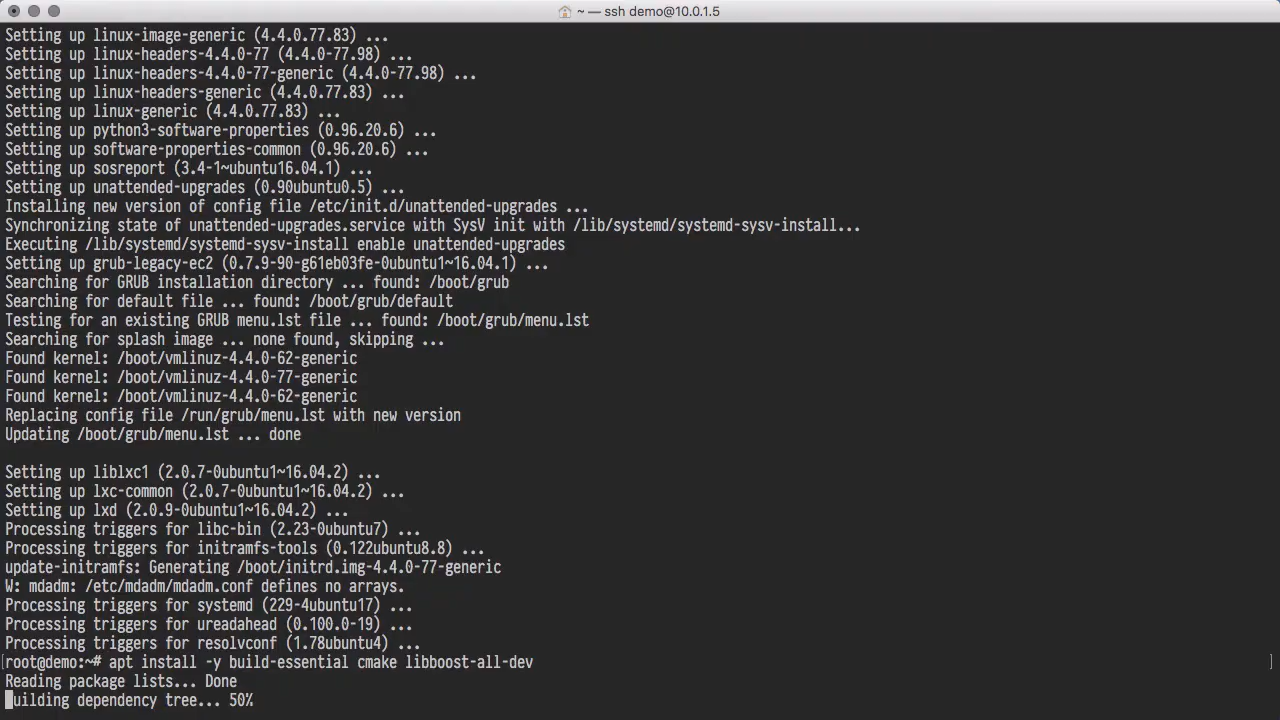 ~ — ssh demo@10.0.1.5
Setting up linux-image-generic (4.4.0.77.83) ...
Setting up linux-headers-4.4.0-77 (4.4.0-77.98) ...
Setting up linux-headers-4.4.0-77-generic (4.4.0-77.98) ...
Setting up linux-headers-generic (4.4.0.77.83) ...
Setting up linux-generic (4.4.0.77.83) ...
Setting up python3-software-properties (0.96.20.6) ...
Setting up software-properties-common (0.96.20.6) ...
Setting up sosreport (3.4-1~ubuntu16.04.1) ...
Setting up unattended-upgrades (0.90ubuntu0.5) ...
Installing new version of config file /etc/init.d/unattended-upgrades ...
Synchronizing state of unattended-upgrades.service with SysV init with /lib/systemd/systemd-sysv-install...
Executing /lib/systemd/systemd-sysv-install enable unattended-upgrades
Setting up grub-legacy-ec2 (0.7.9-90-g61eb03fe-0ubuntu1~16.04.1) ...
Searching for GRUB installation directory ... found: /boot/grub
Searching for default file ... found: /boot/grub/default
Testing for an existing GRUB menu.lst file ... found: /boot/grub/menu.lst
Searching for splash image ... none found, skipping ...
Found kernel: /boot/vmlinuz-4.4.0-62-generic
Found kernel: /boot/vmlinuz-4.4.0-77-generic
Found kernel: /boot/vmlinuz-4.4.0-62-generic
Replacing config file /run/grub/menu.lst with new version
Updating /boot/grub/menu.lst ... done
Setting up liblxc1 (2.0.7-0ubuntu1~16.04.2) ...
Setting up lxc-common (2.0.7-0ubuntu1~16.04.2) ...
Setting up lxd (2.0.9-0ubuntu1~16.04.2) ...
Processing triggers for libc-bin (2.23-0ubuntu7) ...
Processing triggers for initramfs-tools (0.122ubuntu8.8) ...
update-initramfs: Generating /boot/initrd.img-4.4.0-77-generic
W: mdadm: /etc/mdadm/mdadm.conf defines no arrays.
Processing triggers for systemd (229-4ubuntu17) ...
Processing triggers for ureadahead (0.100.0-19) ...
Processing triggers for resolvconf (1.78ubuntu4) ...
[root@demo:~# apt install -y build-essential cmake libboost-all-dev ]
Reading package lists... Done
uilding dependency tree... 50%